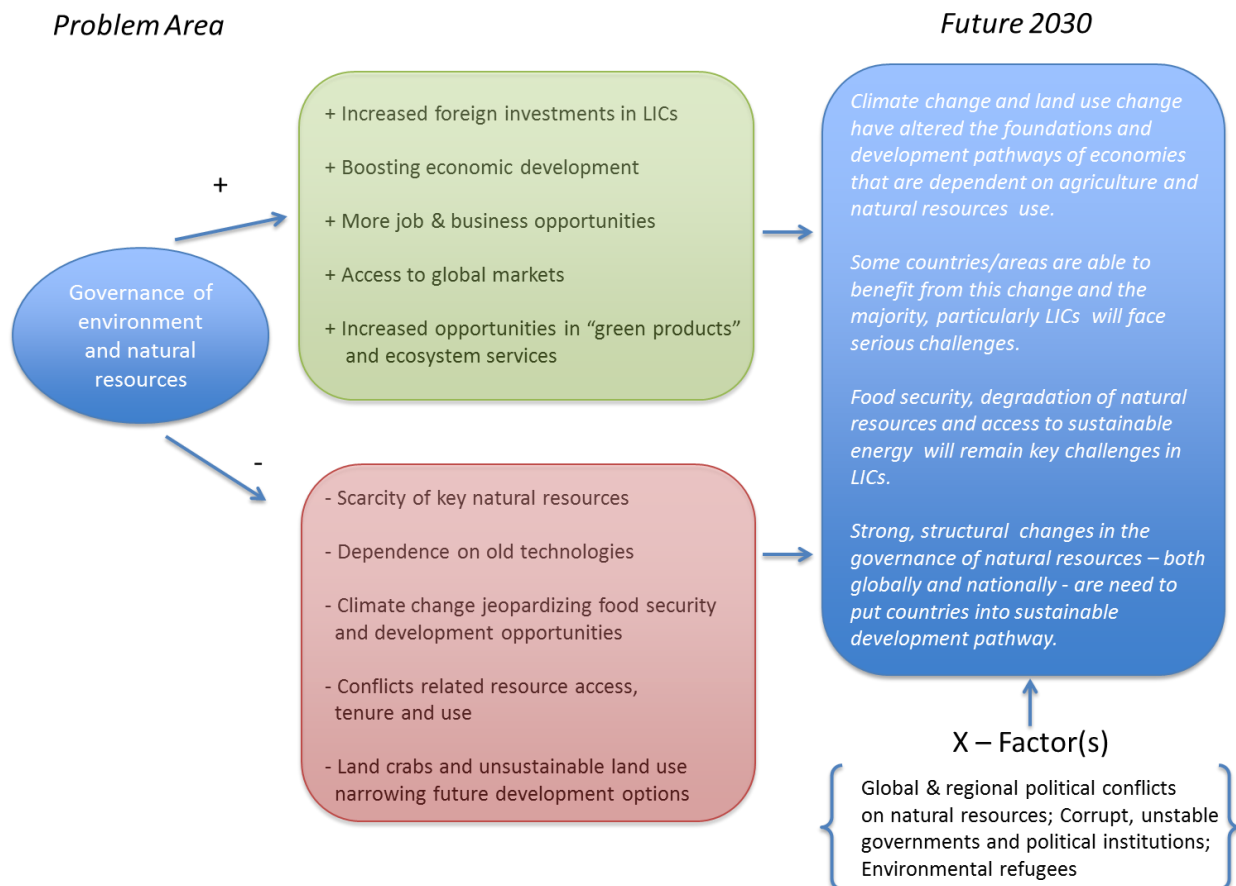 Problem Area
Future 2030
+
Governance of
environment
and natural
resources
-
+ Increased foreign investments in LICs
+ Boosting economic development
+ More job & business opportunities
+ Access to global markets
+ Increased opportunities in “green products”
and ecosystem services
- Scarcity of key natural resources
- Dependence on old technologies
- Climate change jeopardizing food security
and development opportunities
- Conflicts related resource access,
tenure and use
- Land crabs and unsustainable land use
narrowing future development options
Climate change and land use change
have altered the foundations and
development pathways of economies
that are dependent on agriculture and
natural resources use.
Some countries/areas are able to
benefit from this change and the
majority, particularly LICs will face
serious challenges.
Food security, degradation of natural
resources and access to sustainable
energy will remain key challenges in
LICs.
Strong, structural changes in the
governance of natural resources – both
globally and nationally - are need to
put countries into sustainable
development pathway.
X – Factor(s)
Global & regional political conflicts
on natural resources; Corrupt, unstable
governments and political institutions;
Environmental refugees